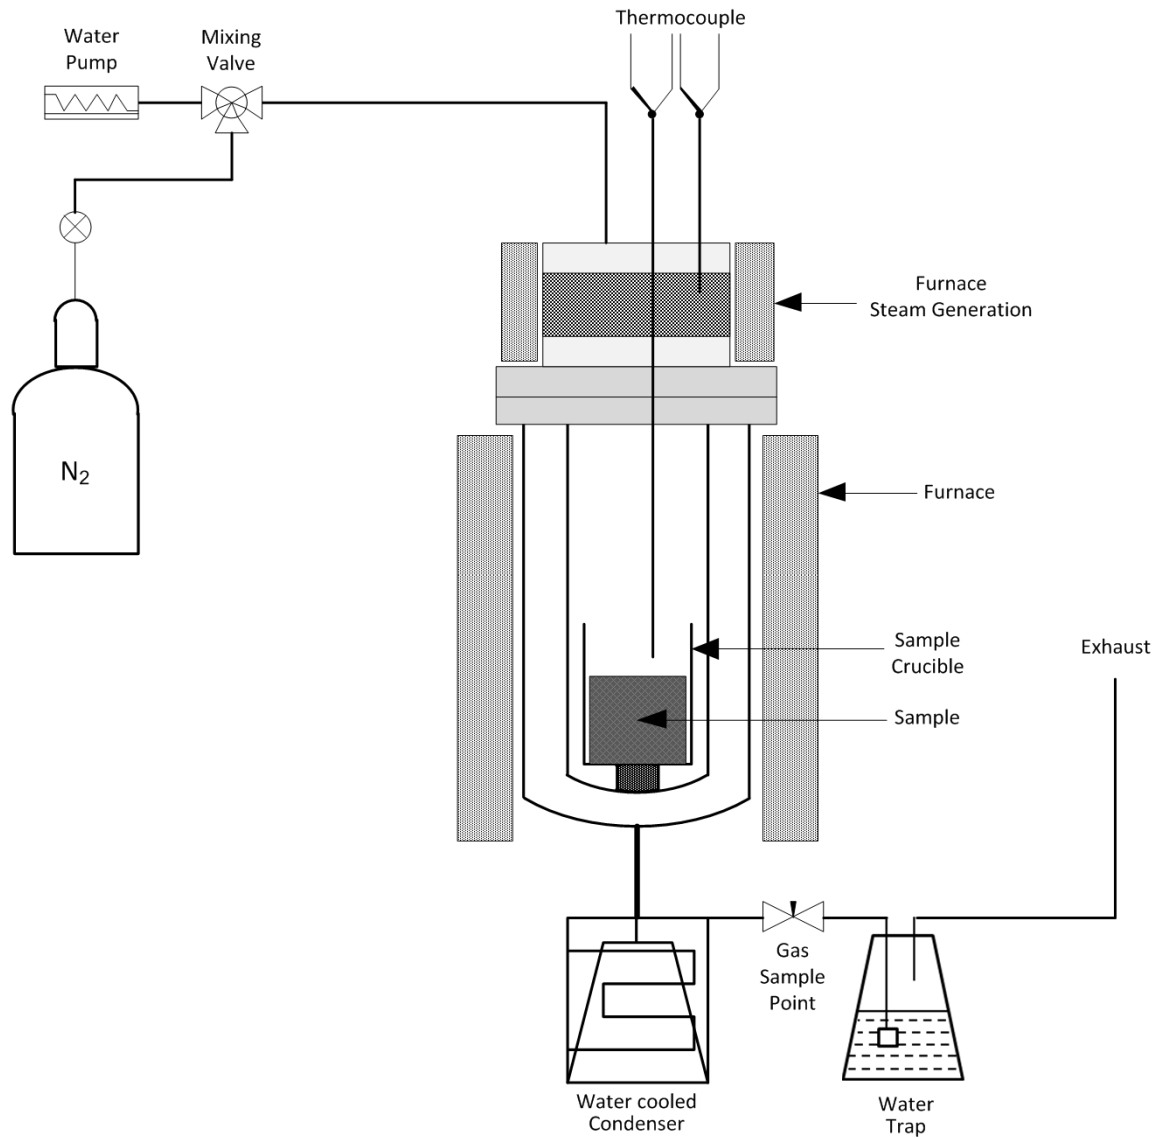 Thermocouple
Water
Pump
Mixing
Valve
Furnace
Steam Generation
N₂
Furnace
Sample
Crucible
Exhaust
Sample
Gas
Sample
Point
Water cooled
Condenser
Water
Trap